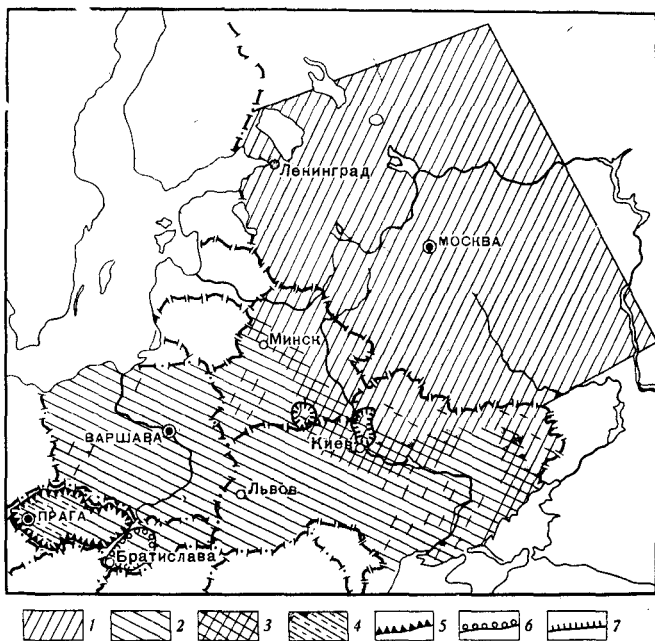 Ленинград
МОСКВА
Минск
ВАРШАВА
Киев
Львов
ПРАГА
Братислава
1 2 3 4 5 6 7